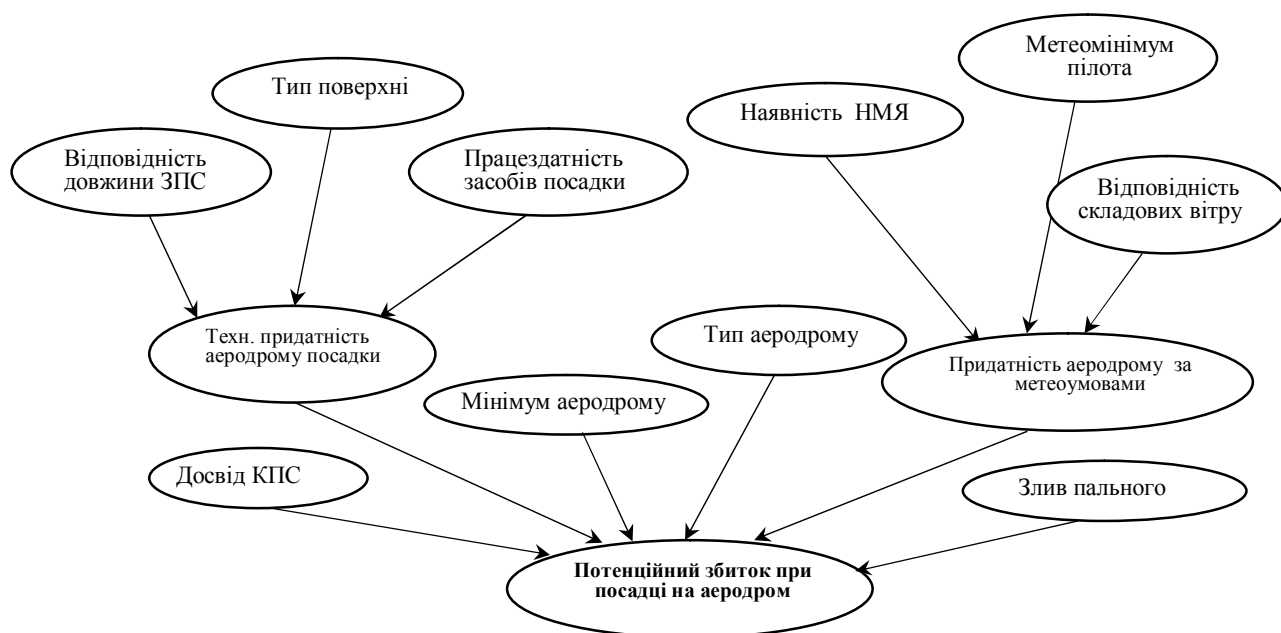 Метеомінімум
пілота
Тип поверхні
Наявність НМЯ
Відповідність
довжини ЗПС
Працездатність
засобів посадки
Відповідність
складових вітру
Техн. придатність
аеродрому посадки
Тип аеродрому
Придатність аеродрому за
метеоумовами
Мінімум аеродрому
Досвід КПС
Злив пального
Потенційний збиток при
посадці на аеродром